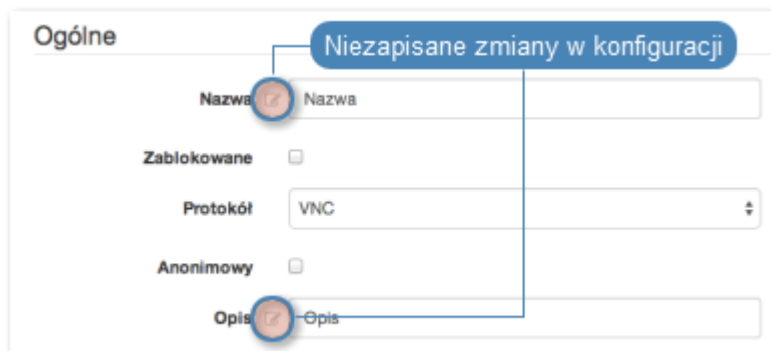 Ogólne
Niezapisane zmiany w konfiguracji
Nazwa Nazwa
Zablokowane
Protokół VNC
Anonimowy
Opis Opis